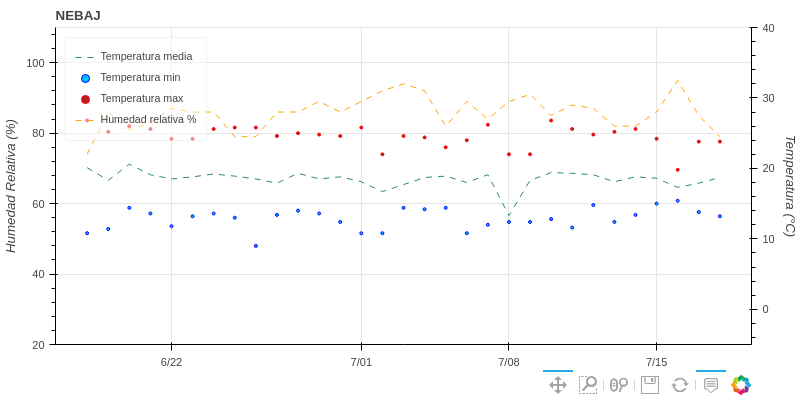 NEBAJ
Temperatura media
Temperatura min
Temperatura max
Humedad relativa %
Humedad Relativa (%)
100
80
60
40
20
40
30
20
10
0
Temperatura (°C)
6/22
7/01
7/08
7/15